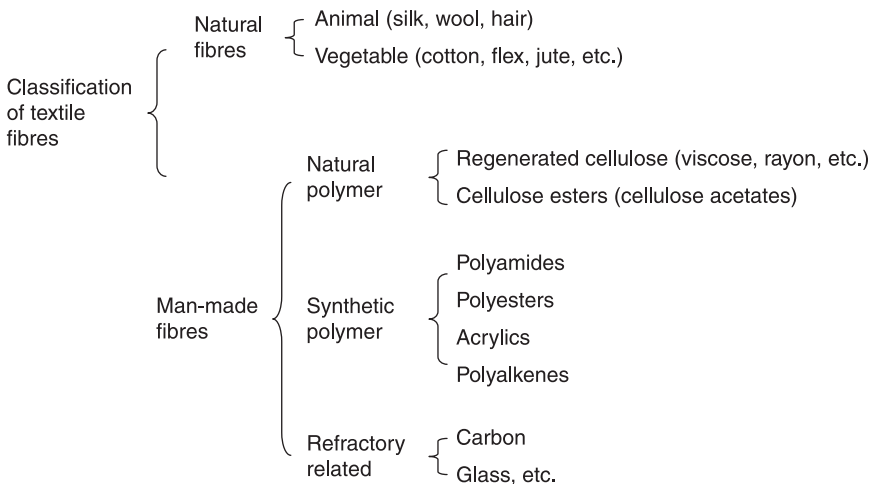 Classification
of textile
fibres
Natural
fibres
Animal (silk, wool, hair)
Vegetable (cotton, flex, jute, etc.)
Man-made
fibres
Natural
polymer
Regenerated cellulose (viscose, rayon, etc.)
Cellulose esters (cellulose acetates)
Synthetic
polymer
Polyamides
Polyesters
Acrylics
Polyalkenes
Refractory
related
Carbon
Glass, etc.